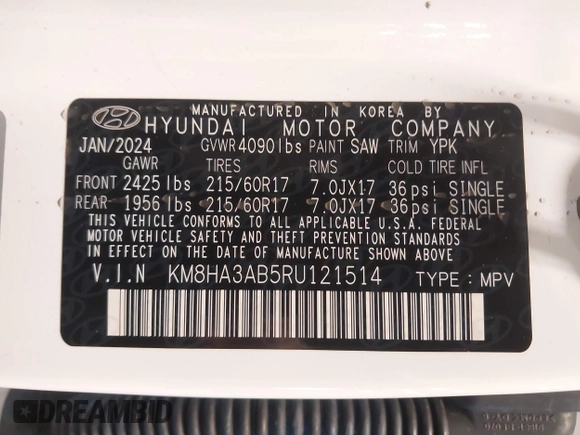 MANUFACTURED IN KOREA BY
HYUNDAI MOTOR COMPANY
JAN/2024 GVWR 4090lbs PAINT SAW TRIM YPK
GAWR TIRES RIMS COLD TIRE INFL
FRONT 2425 lbs 215/60R17 7.0JX17 36psi SINGLE
REAR 1956 lbs 215/60R17 7.0JX17 36psi SINGLE
THIS VEHICLE CONFORMS TO ALL APPLICABLE U.S.A. FEDERAL
MOTOR VEHICLE SAFETY AND THEFT PREVENTION STANDARDS
IN EFFECT ON THE DATE OF MANUFACTURE SHOWN ABOVE.
V.I.N KM8HA3AB5RU121514 TYPE: MPV
DREAMBID